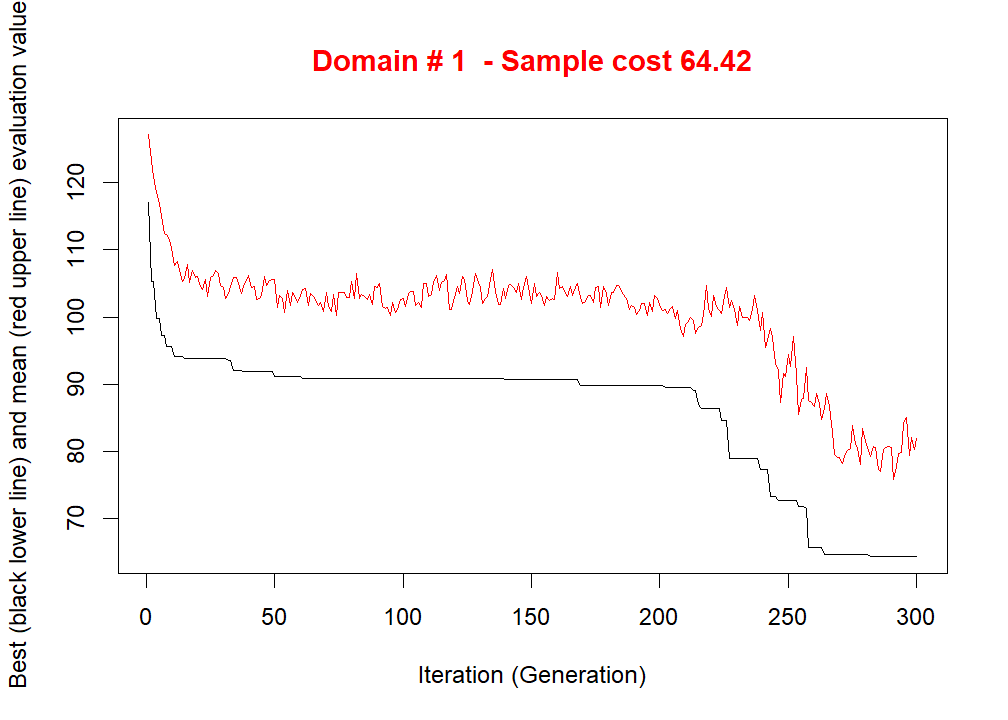 Domain # 1  - Sample cost 64.42
Best (black lower line) and mean (red upper line) evaluation value
120
110
100
90
80
70
0 50 100 150 200 250 300
Iteration (Generation)